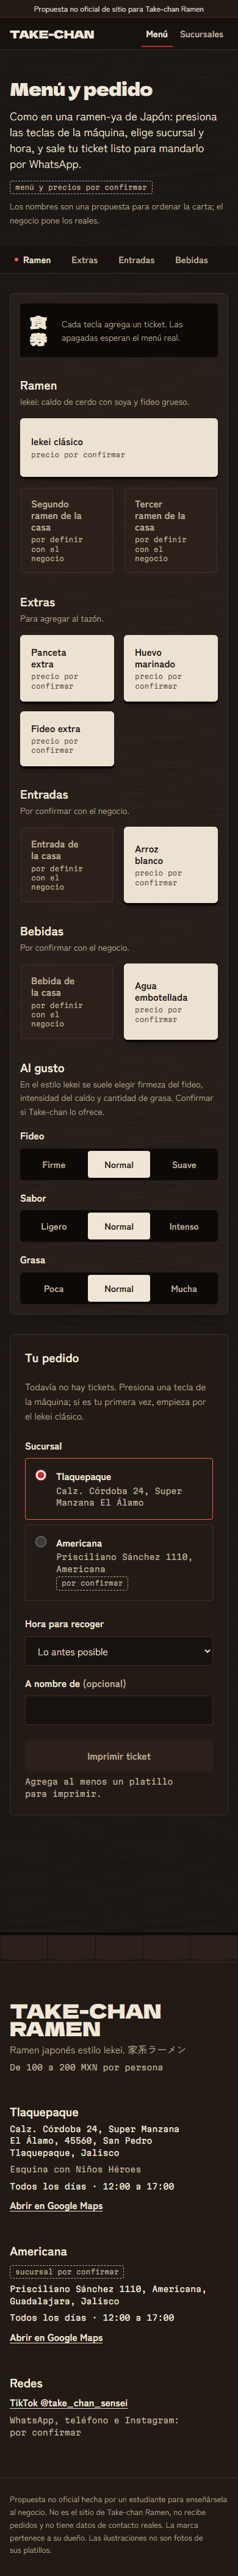 Propuesta no oficial de sitio para Take-chan Ramen
TAKE-CHAN
Menú
Sucursales
Menú y pedido
Como en una ramen-ya de Japón: presiona
las teclas de la máquina, elige sucursal y
hora, y sale tu ticket listo para mandarlo
por WhatsApp.
menú y precios por confirmar
Los nombres son una propuesta para ordenar la carta; el
negocio pone los reales.
Ramen
Extras
Entradas
Bebidas
食
券
Cada tecla agrega un ticket. Las
apagadas esperan el menú real.
Ramen
Iekei: caldo de cerdo con soya y fideo grueso.
Iekei clásico
precio por confirmar
Segundo
ramen de la
casa
por definir
con el
negocio
Tercer
ramen de la
casa
por definir
con el
negocio
Extras
Para agregar al tazón.
Panceta
extra
precio por
confirmar
Huevo
marinado
precio por
confirmar
Fideo extra
precio por
confirmar
Entradas
Por confirmar con el negocio.
Entrada de
la casa
por definir
con el
negocio
Arroz
blanco
precio por
confirmar
Bebidas
Por confirmar con el negocio.
Bebida de
la casa
por definir
con el
negocio
Agua
embotellada
precio por
confirmar
Al gusto
En el estilo Iekei se suele elegir firmeza del fideo,
intensidad del caldo y cantidad de grasa. Confirmar
si Take-chan lo ofrece.
Fideo
Firme
Normal
Suave
Sabor
Ligero
Normal
Intenso
Grasa
Poca
Normal
Mucha
Tu pedido
Todavía no hay tickets. Presiona una tecla de
la máquina; si es tu primera vez, empieza por
el Iekei clásico.
Sucursal
Tlaquepaque
Calz. Córdoba 24, Super
Manzana El Álamo
Americana
Prisciliano Sánchez 1110,
Americana
por confirmar
Hora para recoger
Lo antes posible
A nombre de (opcional)
Imprimir ticket
Agrega al menos un platillo
para imprimir.
TAKE-CHAN
RAMEN
Ramen japonés estilo Iekei. 家系ラーメン
De 100 a 200 MXN por persona
Tlaquepaque
Calz. Córdoba 24, Super Manzana
El Álamo, 45560, San Pedro
Tlaquepaque, Jalisco
Esquina con Niños Héroes
Todos los días · 12:00 a 17:00
Abrir en Google Maps
Americana
sucursal por confirmar
Prisciliano Sánchez 1110, Americana,
Guadalajara, Jalisco
Todos los días · 12:00 a 17:00
Abrir en Google Maps
Redes
TikTok @take_chan_sensei
WhatsApp, teléfono e Instagram:
por confirmar
Propuesta no oficial hecha por un estudiante para enseñársela
al negocio. No es el sitio de Take-chan Ramen, no recibe
pedidos y no tiene datos de contacto reales. La marca
pertenece a su dueño. Las ilustraciones no son fotos de
sus platillos.